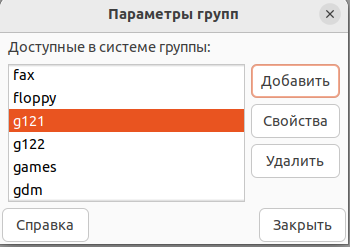 Параметры групп
Доступные в системе группы:
fax
floppy
g121
g122
games
gdm
Добавить
Свойства
Удалить
Справка
Закрыть